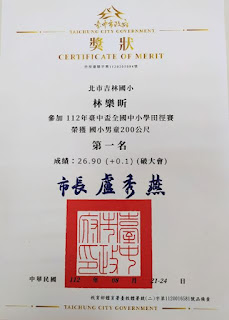 臺中市政府
TAICHUNG CITY GOVERNMENT
獎狀
CERTIFICATE OF MERIT
北市吉林國小
林樂昕
參加 112年臺中盃全國中小學田徑賽
榮獲 國小男童200公尺
第一名
成績：26.90 (+0.1) (破大會)
市長 盧秀燕
臺中市政府印
中華民國 112 年 08 月 21-24 日
TAICHUNG CITY GOVERNMENT